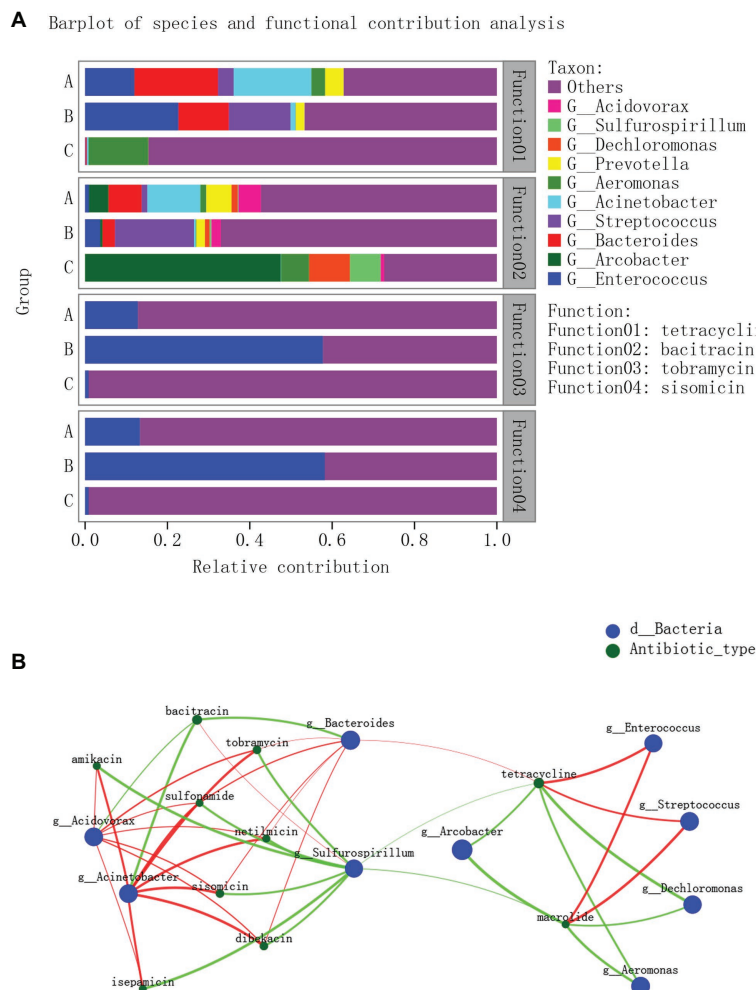 A Barplot of species and functional contribution analysis
Taxon:
Others
G__Acidovorax
G__Sulfurospirillum
G__Dechloromonas
G__Prevotella
G__Aeromonas
G__Acinetobacter
G__Streptococcus
G__Bacteroides
G__Arcobacter
G__Enterococcus
Function:
Function01: tetracycli
Function02: bacitracin
Function03: tobramycin
Function04: sisomicin
Group
A
B
C
Function01
A
B
C
Function02
A
B
C
Function03
A
B
C
Function04
0.0 0.2 0.4 0.6 0.8 1.0
Relative contribution
B
d__Bacteria
Antibiotic_type
bacitracin
g__Bacteroides
g__Enterococcus
tobramycin
amikacin
tetracycline
sulfonamide
g__Streptococcus
g__Acidovorax
netilmicin
g__Arcobacter
g__Sulfurospirillum
g__Acinetobacter
sisomicin
g__Dechloromonas
macrolide
dibekacin
g__Aeromonas
isepamicin